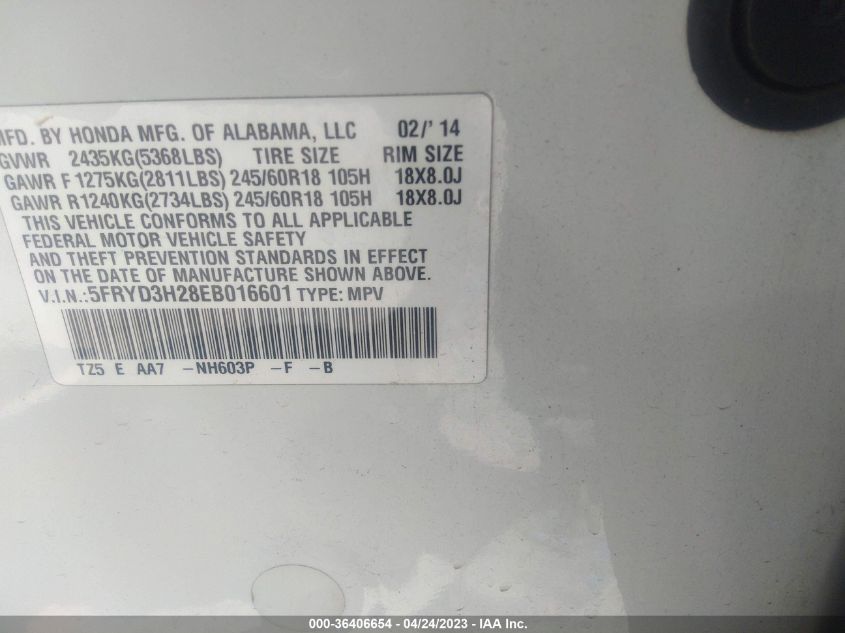 MFD. BY HONDA MFG. OF ALABAMA, LLC 02/' 14
GVWR 2435KG(5368LBS) TIRE SIZE RIM SIZE
GAWR F 1275KG(2811LBS) 245/60R18 105H 18X8.0J
GAWR R1240KG(2734LBS) 245/60R18 105H 18X8.0J
THIS VEHICLE CONFORMS TO ALL APPLICABLE
FEDERAL MOTOR VEHICLE SAFETY
AND THEFT PREVENTION STANDARDS IN EFFECT
ON THE DATE OF MANUFACTURE SHOWN ABOVE.
V.I.N.:5FRYD3H28EB016601 TYPE: MPV
TZ5 E AA7 -NH603P -F -B
000-36406654 - 04/24/2023 - IAA Inc.